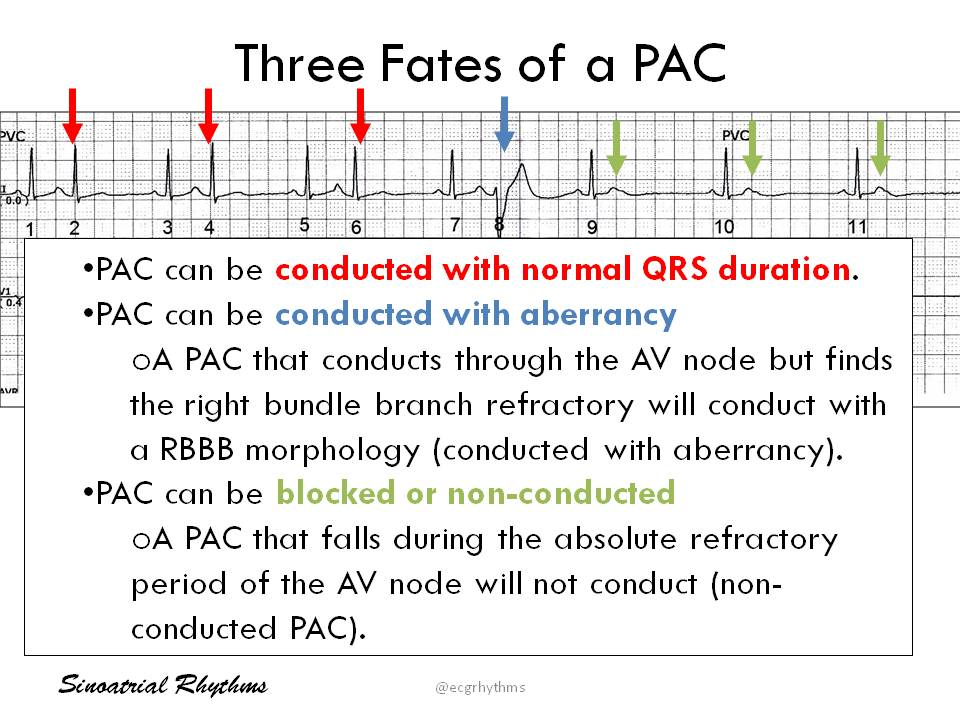 Three Fates of a PAC
PVC
PVC
( 0.0 )
1 2 3 4 5 6 7 8 9 10 11
•PAC can be conducted with normal QRS duration.
•PAC can be conducted with aberrancy
oA PAC that conducts through the AV node but finds
the right bundle branch refractory will conduct with
a RBBB morphology (conducted with aberrancy).
•PAC can be blocked or non-conducted
oA PAC that falls during the absolute refractory
period of the AV node will not conduct (non-
conducted PAC).
V1
( 0.4
Sinoatrial Rhythms
@ecgrhythms